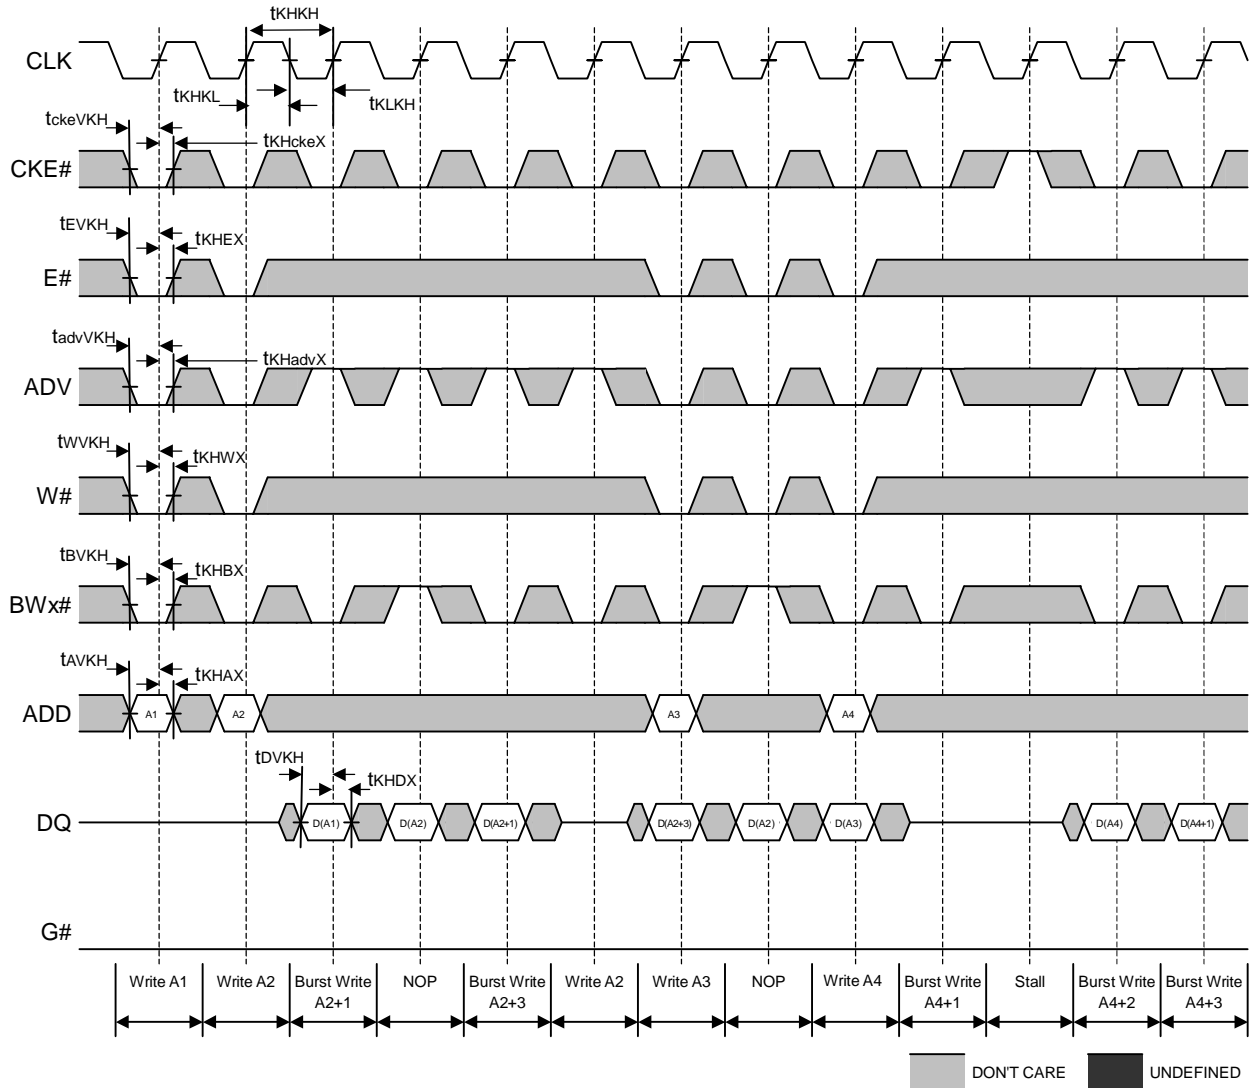 tKHKH
CLK
tKHKL
tKLKH
tckeVKH
tKHckeX
CKE#
tEVKH
tKHEX
E#
tadvVKH
tKHadvX
ADV
tWVKH
tKHWX
W#
tBVKH
tKHBX
BWx#
tAVKH
tKHAX
ADD
A1
A2
A3
A4
tDVKH
tKHDX
DQ
D(A1)
D(A2)
D(A2+1)
D(A2+3)
D(A2)
D(A3)
D(A4)
D(A4+1)
G#
Write A1
Write A2
Burst Write
A2+1
NOP
Burst Write
A2+3
Write A2
Write A3
NOP
Write A4
Burst Write
A4+1
Stall
Burst Write
A4+2
Burst Write
A4+3
DON'T CARE
UNDEFINED